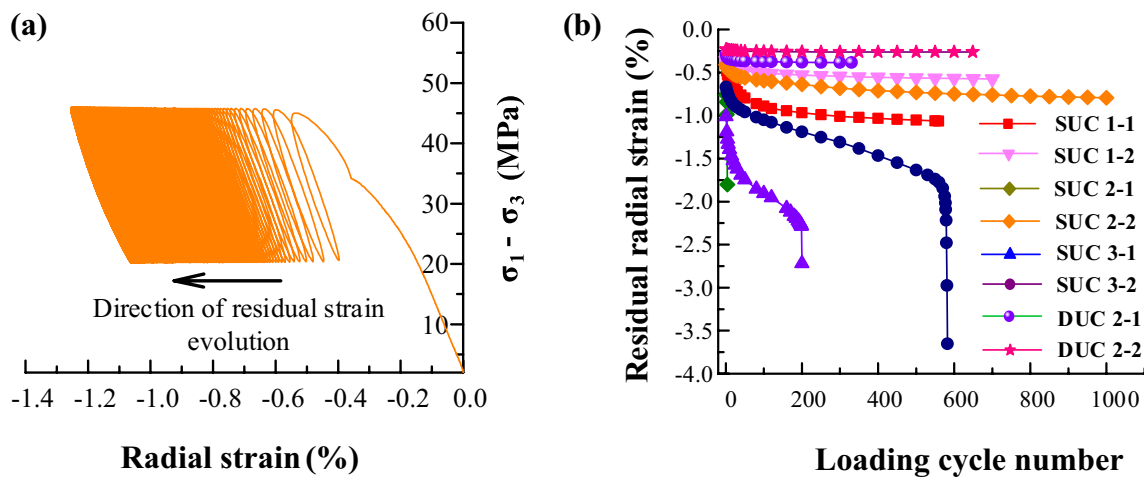 (a)
60
50
40
30
20
10
σ₁ - σ₃ (MPa)
Direction of residual strain
evolution
-1.4 -1.2 -1.0 -0.8 -0.6 -0.4 -0.2 0.0
Radial strain (%)
(b)
0.0
-0.5
-1.0
-1.5
-2.0
-2.5
-3.0
-3.5
-4.0
Residual radial strain (%)
SUC 1-1
SUC 1-2
SUC 2-1
SUC 2-2
SUC 3-1
SUC 3-2
DUC 2-1
DUC 2-2
0 200 400 600 800 1000
Loading cycle number